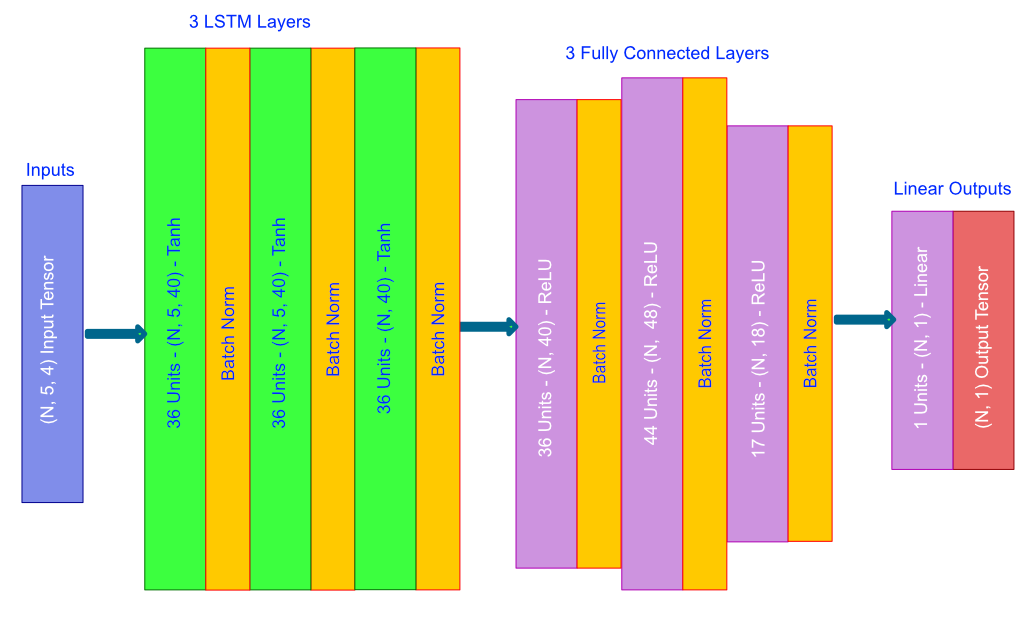 3 LSTM Layers
3 Fully Connected Layers
Inputs
Linear Outputs
(N, 5, 4) Input Tensor
36 Units - (N, 5, 40) - Tanh
Batch Norm
36 Units - (N, 5, 40) - Tanh
Batch Norm
36 Units - (N, 40) - Tanh
Batch Norm
36 Units - (N, 40) - ReLU
Batch Norm
44 Units - (N, 48) - ReLU
Batch Norm
17 Units - (N, 18) - ReLU
Batch Norm
1 Units - (N, 1) - Linear
(N, 1) Output Tensor